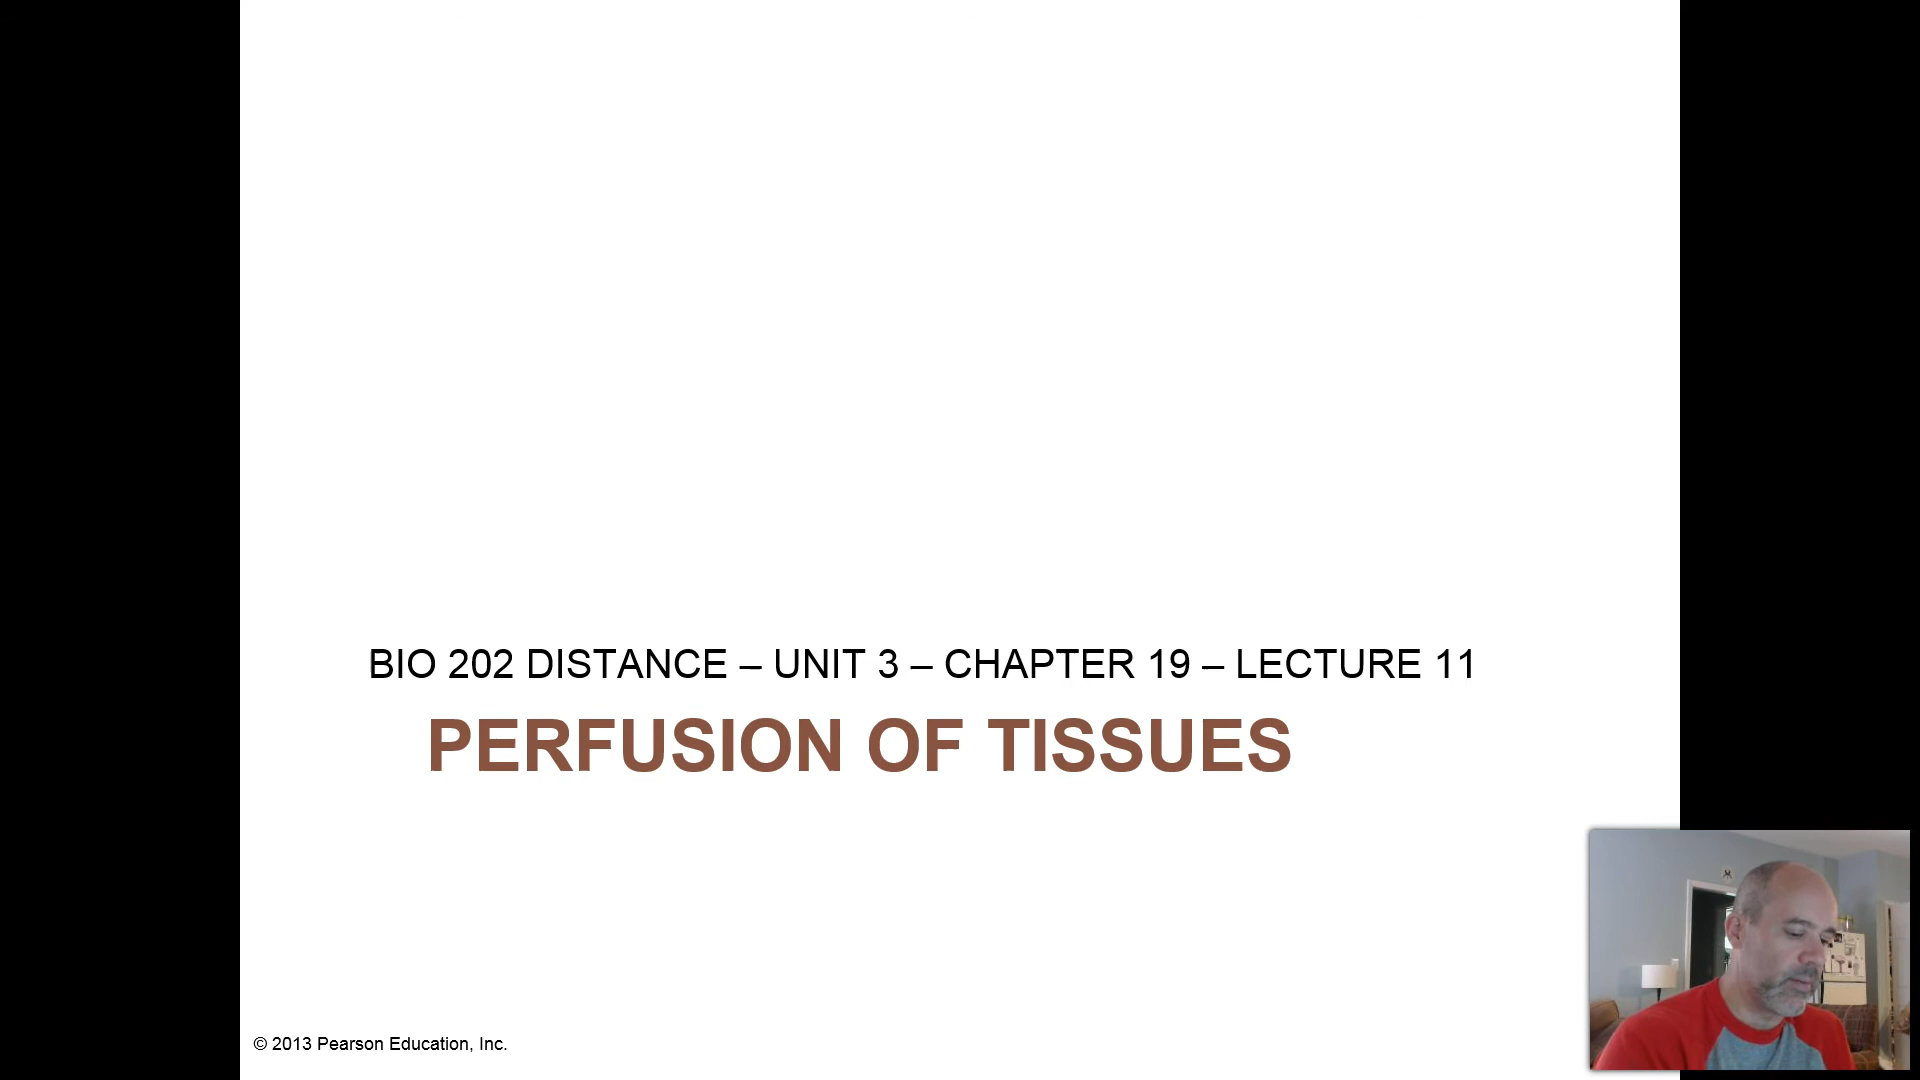 BIO 202 DISTANCE – UNIT 3 – CHAPTER 19 – LECTURE 11
PERFUSION OF TISSUES
© 2013 Pearson Education, Inc.